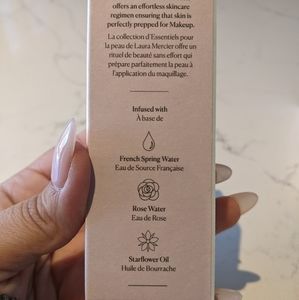 offers an effortless skincare
regimen ensuring that skin is
perfectly prepped for Makeup.
La collection d'Essentiels pour
la peau de Laura Mercier offre un
rituel de beauté sans effort qui
prépare parfaitement la peau à
l'application du maquillage.
Infused with
À base de
French Spring Water
Eau de Source Française
Rose Water
Eau de Rose
Starflower Oil
Huile de Bourrache